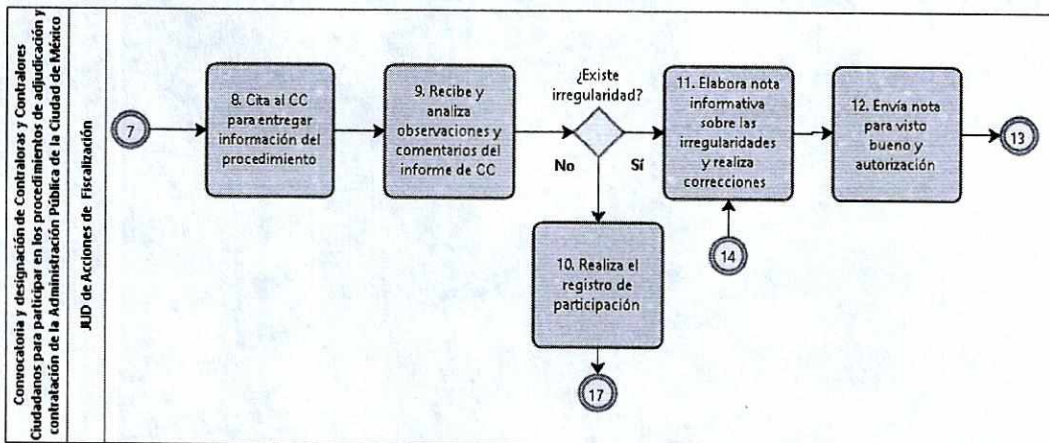 Convocatoria y designación de Contraloras y Contralores
Ciudadanos para participar en los procedimientos de adjudicación y
contratación de la Administración Pública de la Ciudad de México
JUD de Acciones de Fiscalización
7
8. Cita al CC
para entregar
información del
procedimiento
9. Recibe y
analiza
observaciones y
comentarios del
informe de CC
¿Existe
irregularidad?
No
Sí
11. Elabora nota
informativa
sobre las
irregularidades
y realiza
correcciones
12. Envía nota
para visto
bueno y
autorización
13
10. Realiza el
registro de
participación
14
17